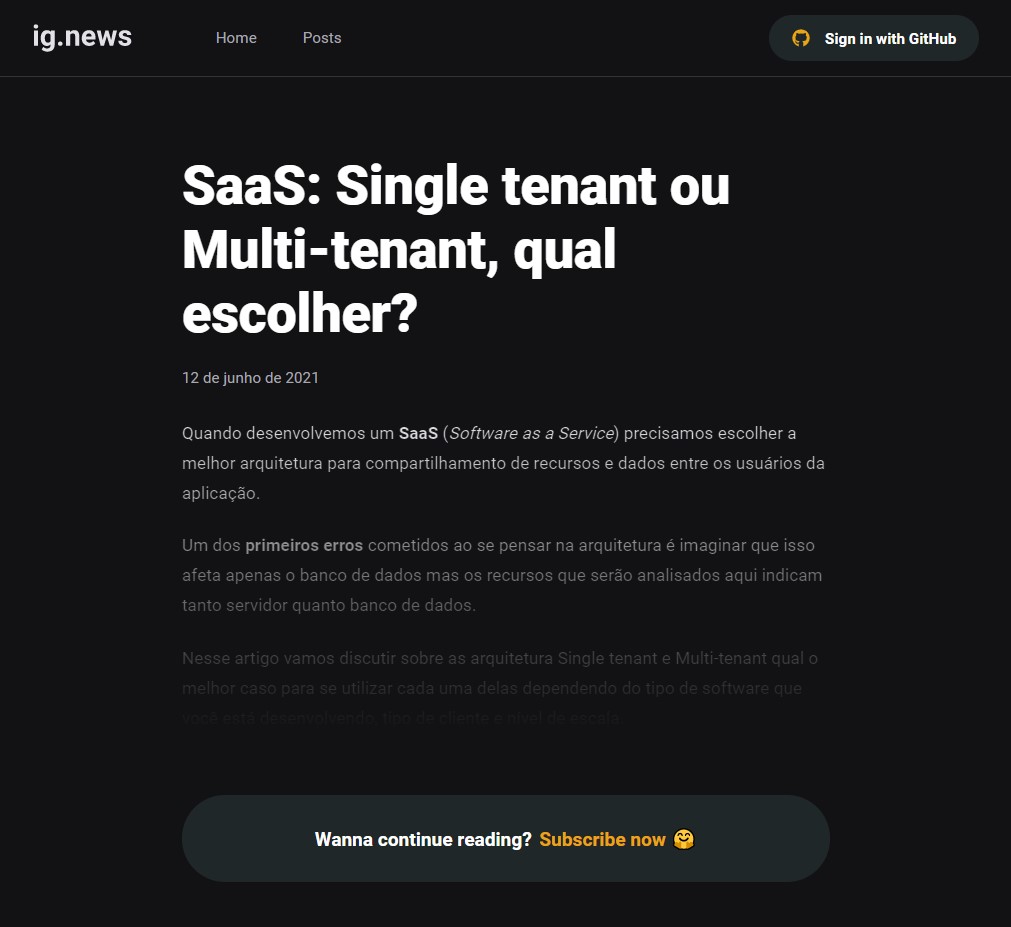 ig.news
Home
Posts
Sign in with GitHub
SaaS: Single tenant ou
Multi-tenant, qual
escolher?
12 de junho de 2021
Quando desenvolvemos um SaaS (Software as a Service) precisamos escolher a
melhor arquitetura para compartilhamento de recursos e dados entre os usuários da
aplicação.
Um dos primeiros erros cometidos ao se pensar na arquitetura é imaginar que isso
afeta apenas o banco de dados mas os recursos que serão analisados aqui indicam
tanto servidor quanto banco de dados.
Nesse artigo vamos discutir sobre as arquitetura Single tenant e Multi-tenant qual o
melhor caso para se utilizar cada uma delas dependendo do tipo de software que
você está desenvolvendo, tipo de cliente e nível de escala.
Wanna continue reading? Subscribe now 🤗